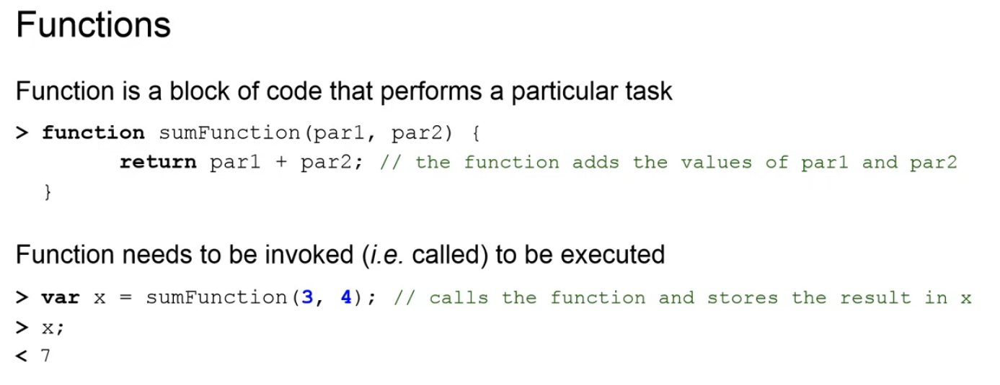 Functions
Function is a block of code that performs a particular task
> function sumFunction(par1, par2) {
return par1 + par2; // the function adds the values of par1 and par2
}
Function needs to be invoked (i.e. called) to be executed
> var x = sumFunction(3, 4); // calls the function and stores the result in x
> x;
< 7